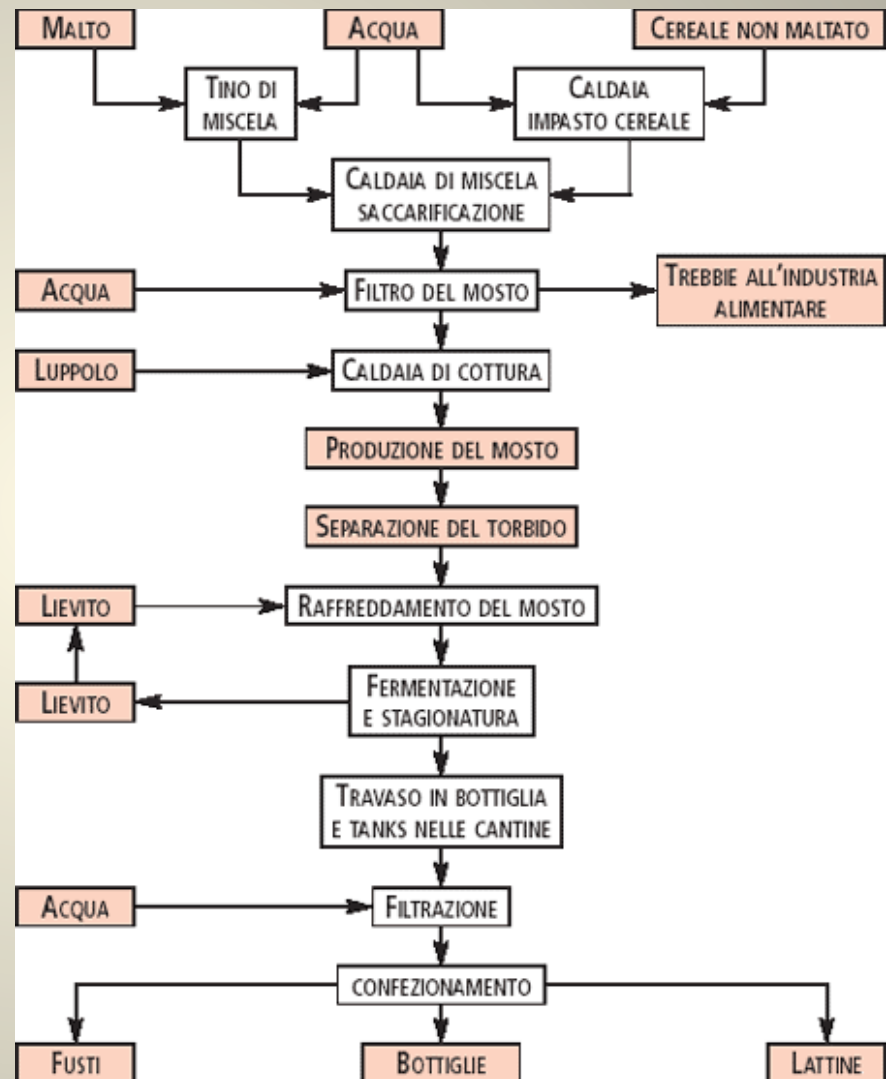 MALTO
ACQUA
CEREALE NON MALTATO
TINO DI
MISCELA
CALDAIA
IMPASTO CEREALE
CALDAIA DI MISCELA
SACCARIFICAZIONE
ACQUA
FILTRO DEL MOSTO
TREBBIE ALL'INDUSTRIA
ALIMENTARE
LUPPOLO
CALDAIA DI COTTURA
PRODUZIONE DEL MOSTO
SEPARAZIONE DEL TORBIDO
LIEVITO
RAFFREDDAMENTO DEL MOSTO
LIEVITO
FERMENTAZIONE
E STAGIONATURA
TRAVASO IN BOTTIGLIA
E TANKS NELLE CANTINE
ACQUA
FILTRAZIONE
CONFEZIONAMENTO
FUSTI
BOTTIGLIE
LATTINE